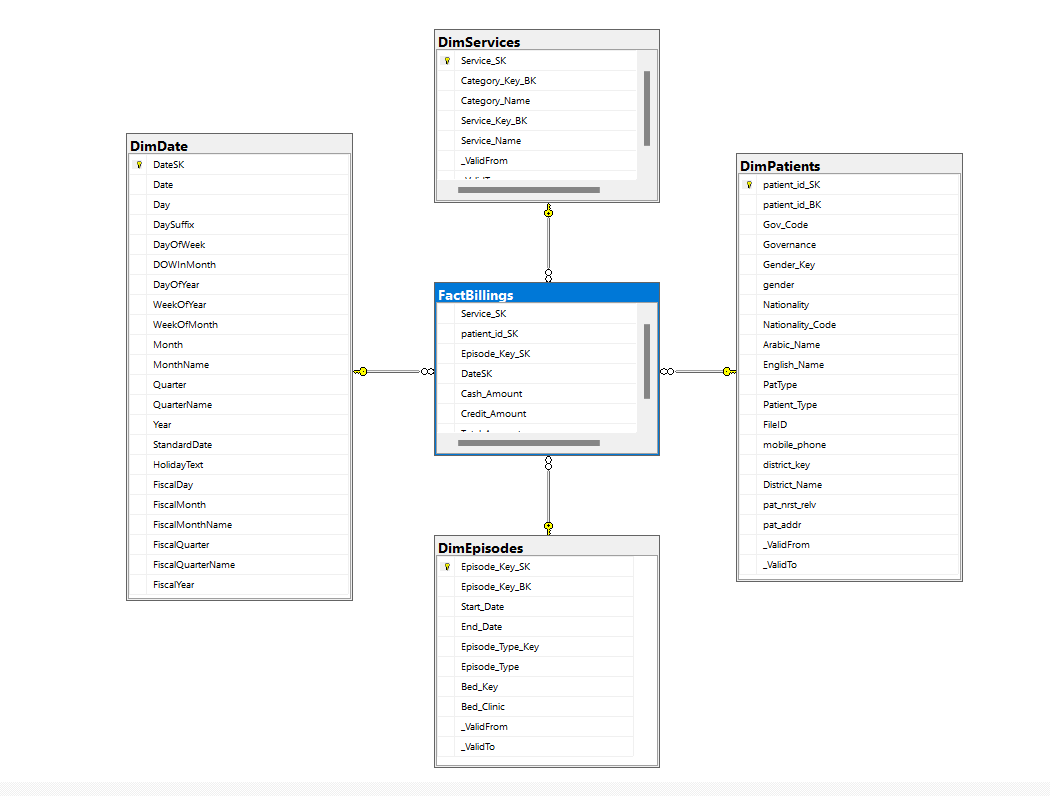 DimServices
Service_SK
Category_Key_BK
Category_Name
Service_Key_BK
Service_Name
_ValidFrom
DimDate
DateSK
Date
Day
DaySuffix
DayOfWeek
DOWInMonth
DayOfYear
WeekOfYear
WeekOfMonth
Month
MonthName
Quarter
QuarterName
Year
StandardDate
HolidayText
FiscalDay
FiscalMonth
FiscalMonthName
FiscalQuarter
FiscalQuarterName
FiscalYear
FactBillings
Service_SK
patient_id_SK
Episode_Key_SK
DateSK
Cash_Amount
Credit_Amount
DimPatients
patient_id_SK
patient_id_BK
Gov_Code
Governance
Gender_Key
gender
Nationality
Nationality_Code
Arabic_Name
English_Name
PatType
Patient_Type
FileID
mobile_phone
district_key
District_Name
pat_nrst_relv
pat_addr
_ValidFrom
_ValidTo
DimEpisodes
Episode_Key_SK
Episode_Key_BK
Start_Date
End_Date
Episode_Type_Key
Episode_Type
Bed_Key
Bed_Clinic
_ValidFrom
_ValidTo